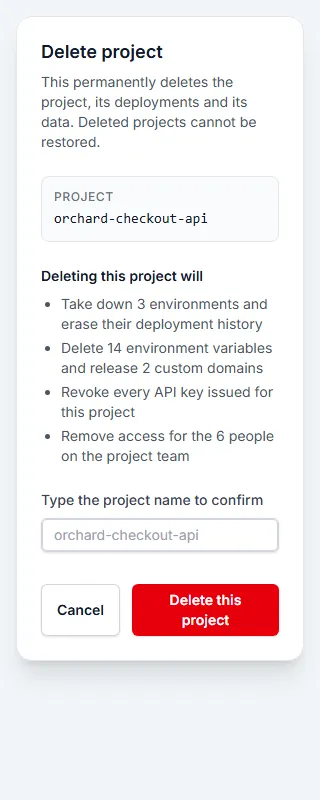 Delete project
This permanently deletes the
project, its deployments and its
data. Deleted projects cannot be
restored.
PROJECT
orchard-checkout-api
Deleting this project will
Take down 3 environments and
erase their deployment history
Delete 14 environment variables
and release 2 custom domains
Revoke every API key issued for
this project
Remove access for the 6 people
on the project team
Type the project name to confirm
orchard-checkout-api
Cancel
Delete this
project